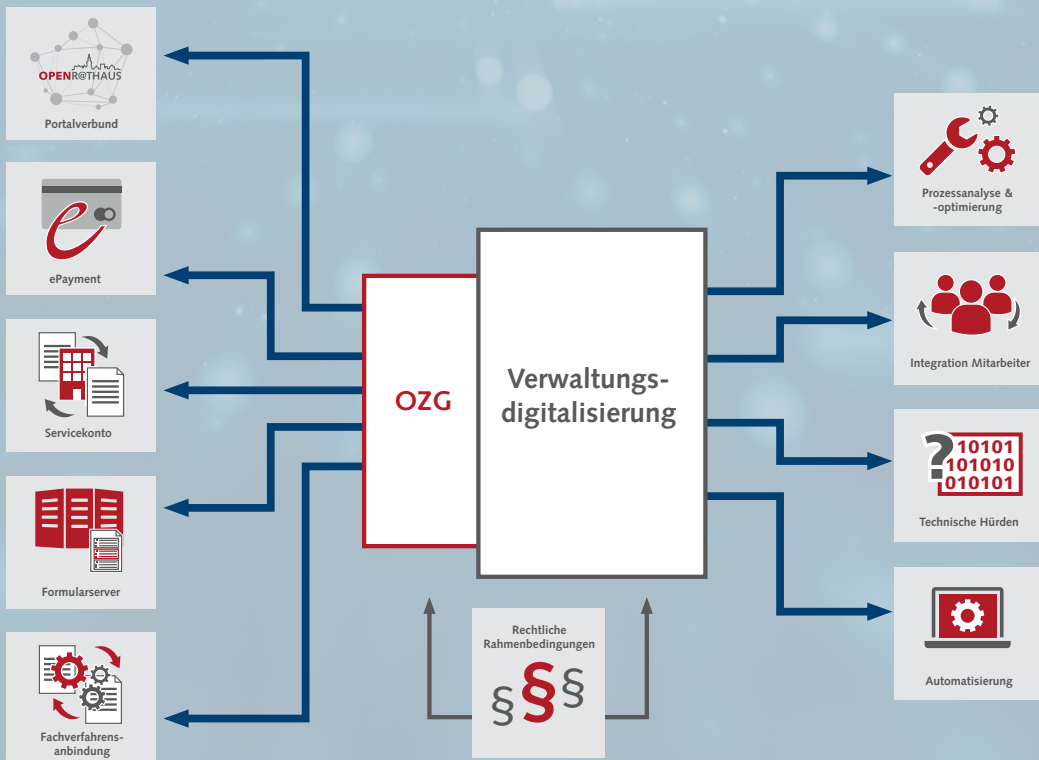 OPENR@THAUS
Portalverbund
ePayment
Servicekonto
Formularserver
Fachverfahrens-
anbindung
OZG
Verwaltungs-
digitalisierung
Rechtliche
Rahmenbedingungen
§ § §
Prozessanalyse &
-optimierung
Integration Mitarbeiter
?
10101
101010
010101
Technische Hürden
Automatisierung